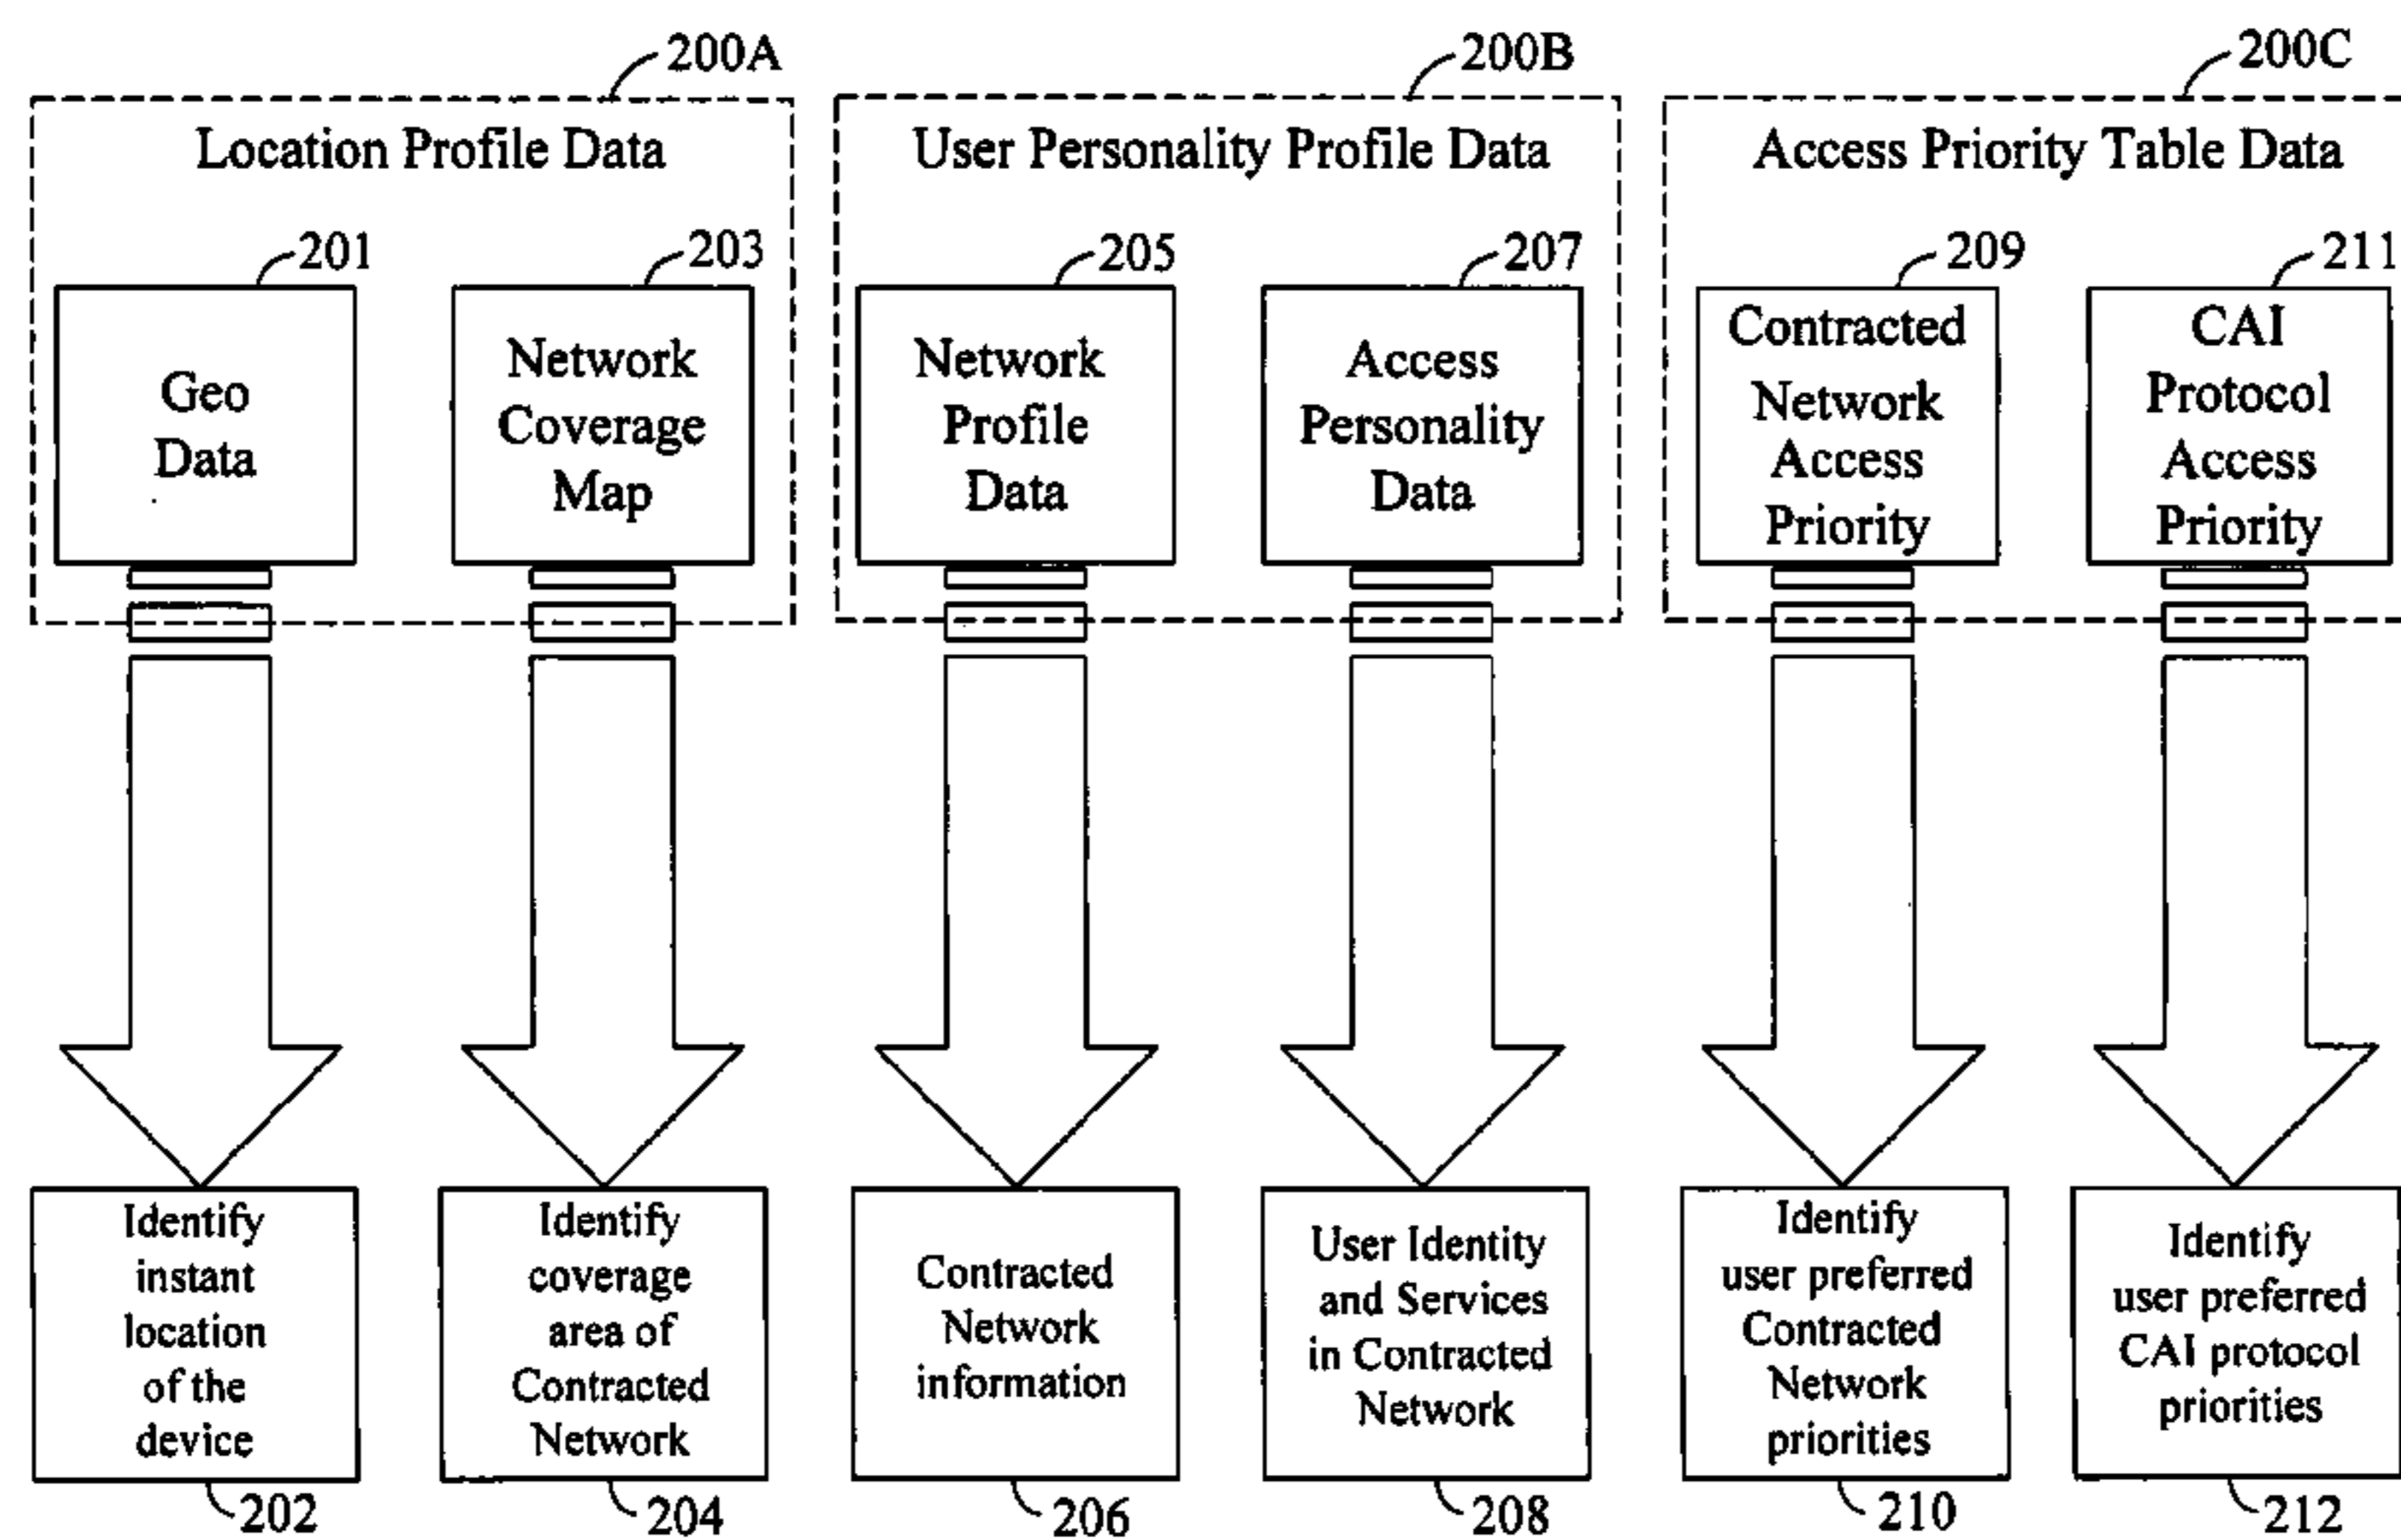 200A
200B
200C
Location Profile Data
User Personality Profile Data
Access Priority Table Data
201
203
205
207
209
211
Geo
Data
Network
Coverage
Map
Network
Profile
Data
Access
Personality
Data
Contracted
Network
Access
Priority
CAI
Protocol
Access
Priority
Identify
instant
location
of the
device
Identify
coverage
area of
Contracted
Network
Contracted
Network
information
User Identity
and Services
in Contracted
Network
Identify
user preferred
Contracted
Network
priorities
Identify
user preferred
CAI protocol
priorities
202
204
206
208
210
212